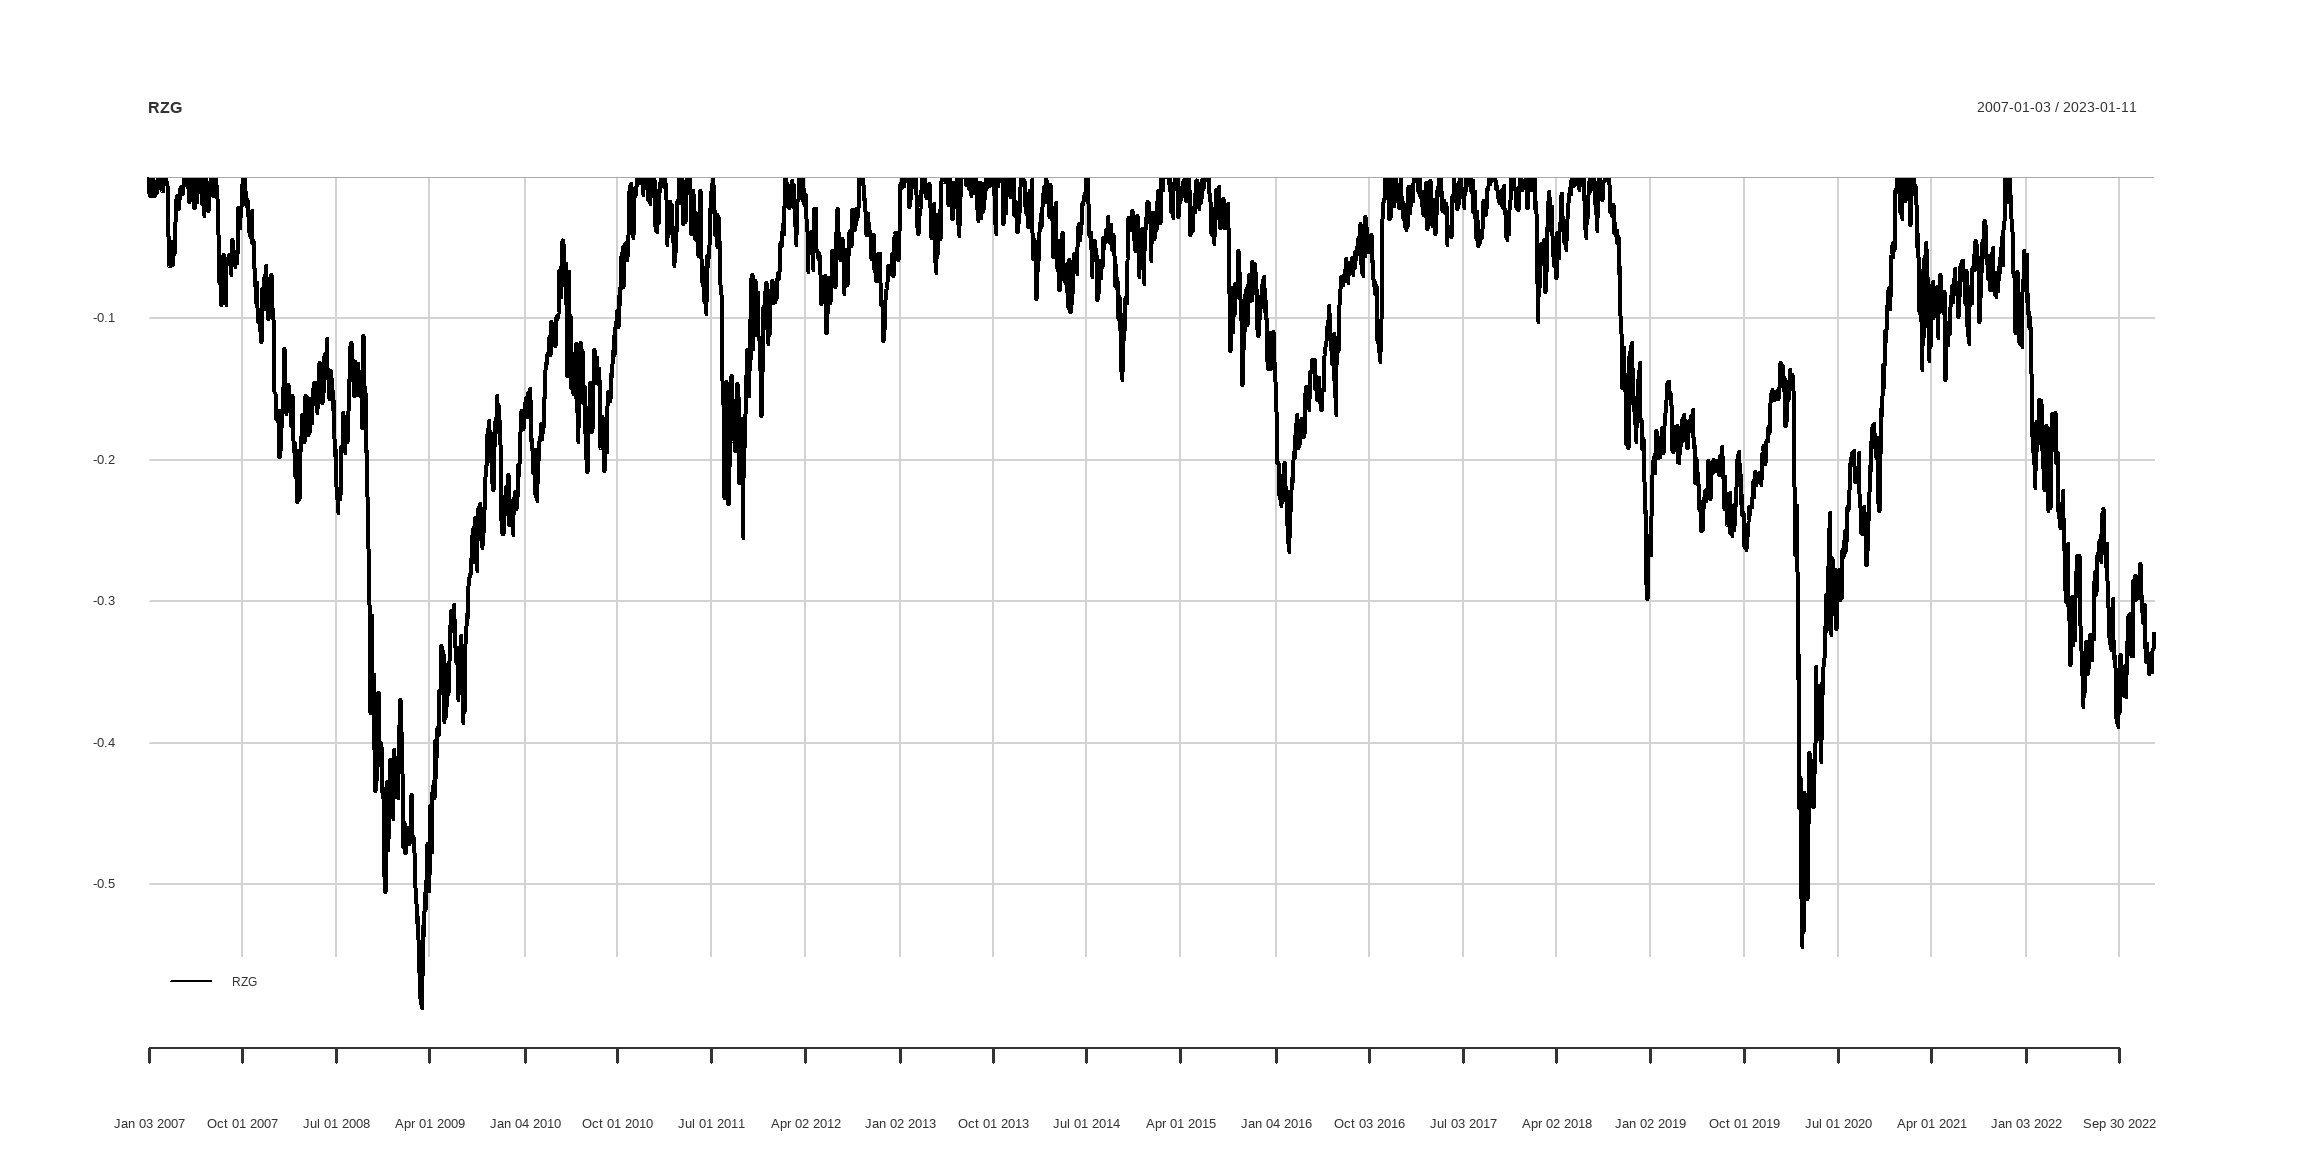 RZG 2007-01-03 / 2023-01-11
-0.1
-0.2
-0.3
-0.4
-0.5
RZG
Jan 03 2007 Oct 01 2007 Jul 01 2008 Apr 01 2009 Jan 04 2010 Oct 01 2010 Jul 01 2011 Apr 02 2012 Jan 02 2013 Oct 01 2013 Jul 01 2014 Apr 01 2015 Jan 04 2016 Oct 03 2016 Jul 03 2017 Apr 02 2018 Jan 02 2019 Oct 01 2019 Jul 01 2020 Apr 01 2021 Jan 03 2022 Sep 30 2022